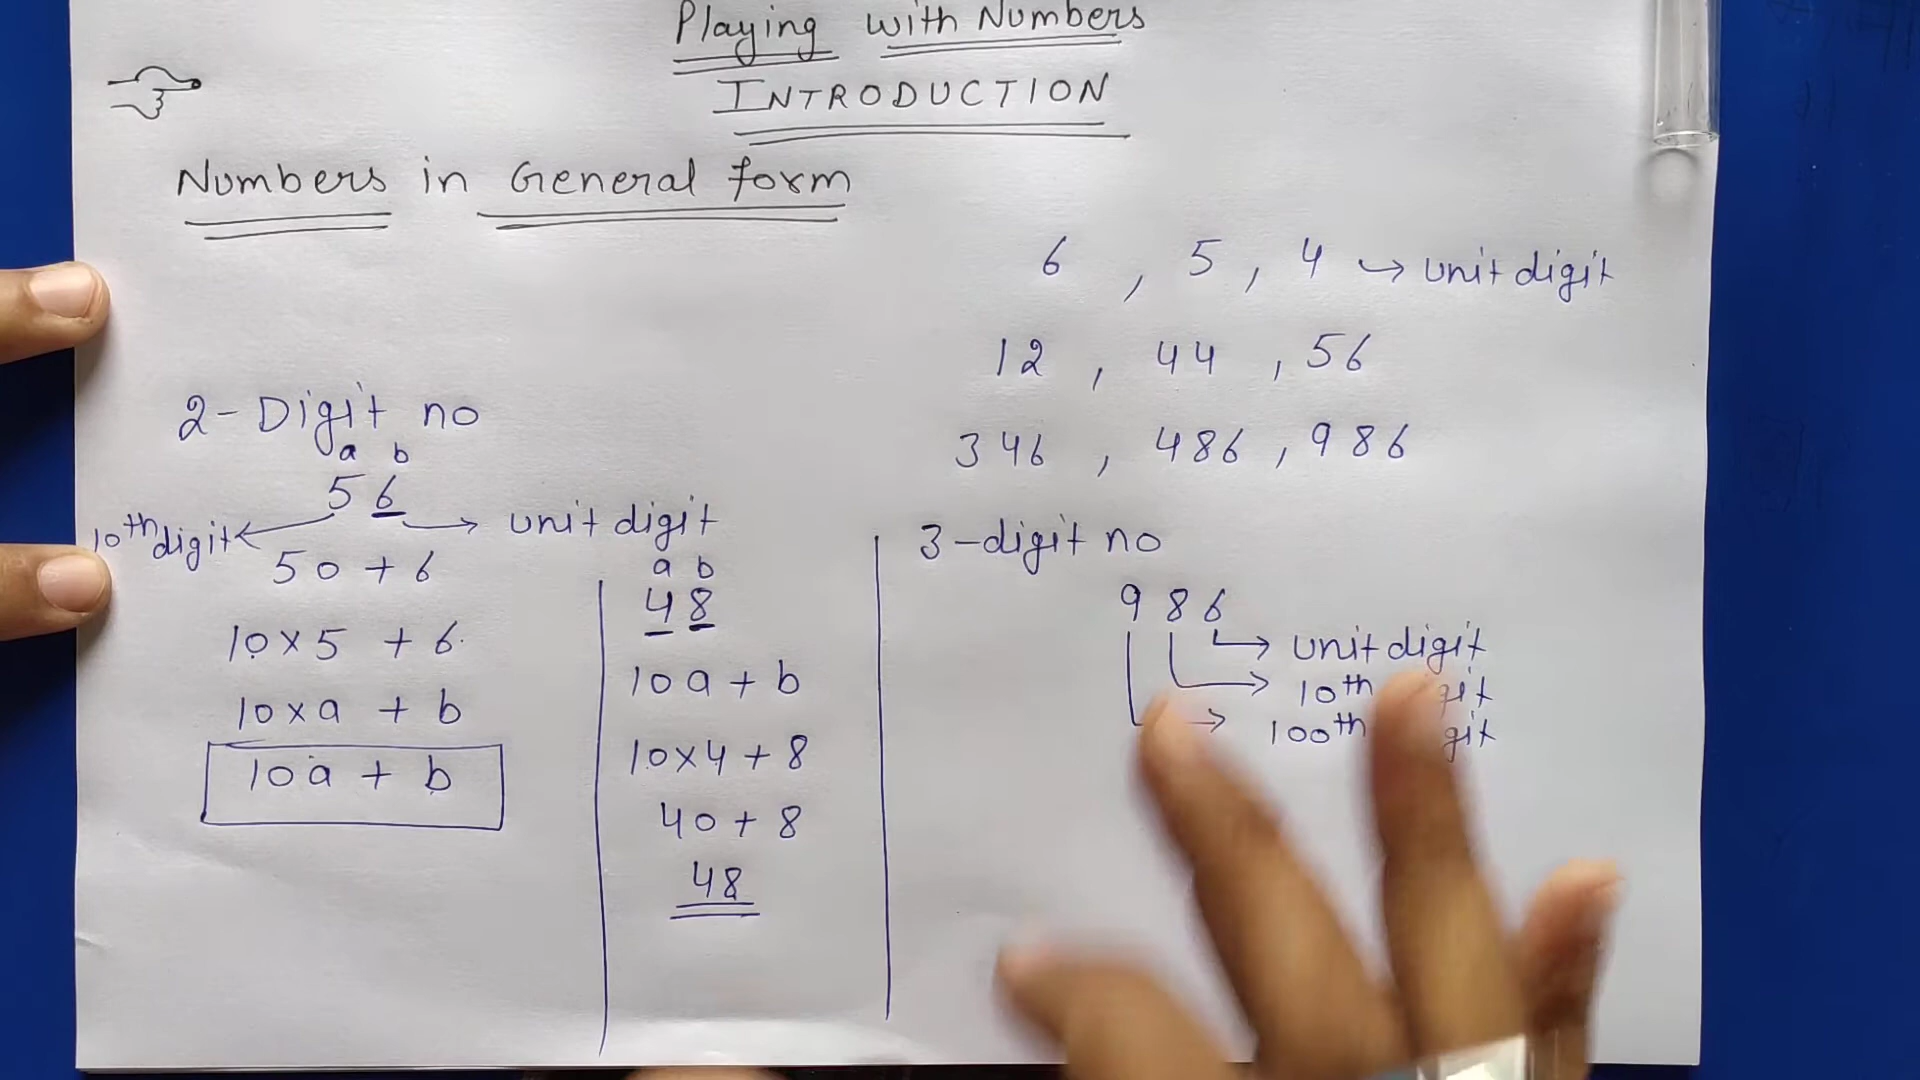 Playing with Numbers
INTRODUCTION
Numbers in General form
6 , 5 , 4 → unit digit
12 , 44 , 56
346 , 486 , 986
2-Digit no
a b
56
10th digit ← → unit digit
50 + 6
10×5 + 6
10×a + b
10a + b
a b
48
10a + b
10×4 + 8
40 + 8
48
3-digit no
986
→ unit digit
→ 10th
→ 100th